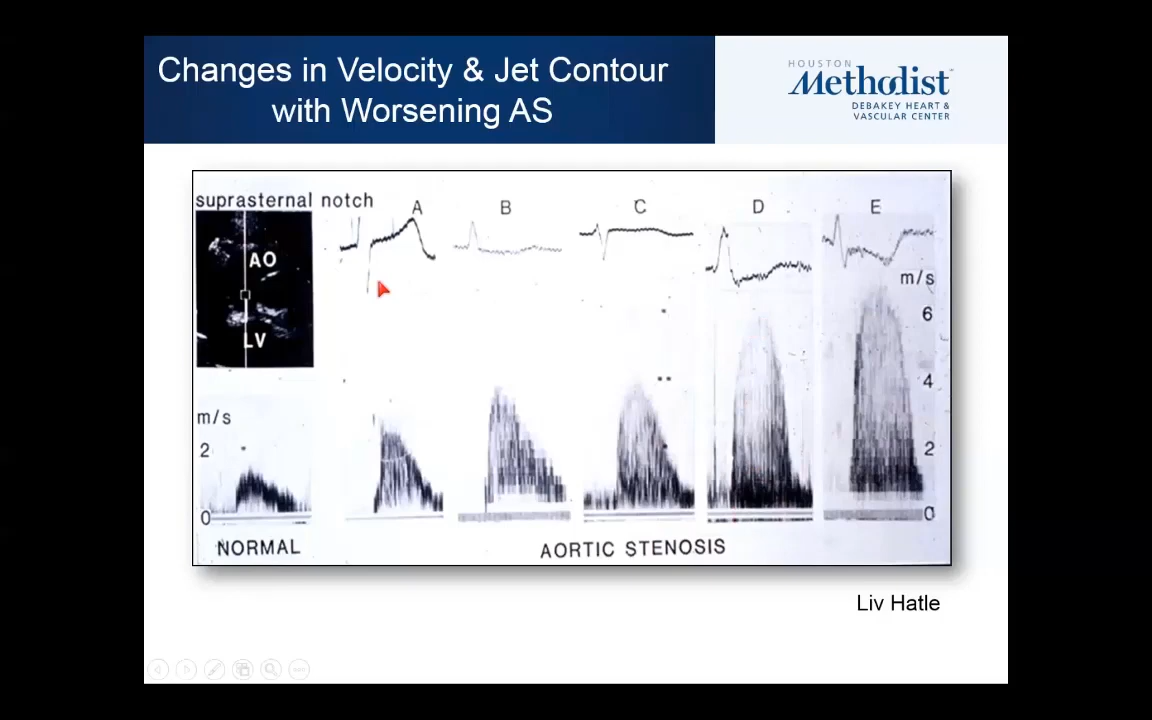 Changes in Velocity & Jet Contour
with Worsening AS
HOUSTON
Methodist
DEBAKEY HEART &
VASCULAR CENTER
suprasternal notch
A
B
C
D
E
AO
LV
m/s
6
4
2
0
m/s
2
0
NORMAL
AORTIC STENOSIS
Liv Hatle